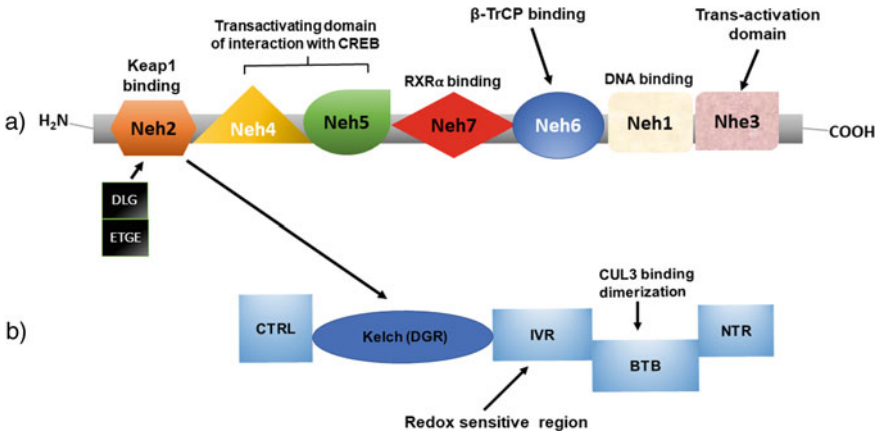 Transactivating domain
of interaction with CREB
β-TrCP binding
Trans-activation
domain
Keap1
binding
RXRα binding
DNA binding
a)
H2N
Neh2
Neh4
Neh5
Neh7
Neh6
Neh1
Nhe3
COOH
DLG
ETGE
b)
CTRL
Kelch (DGR)
IVR
CUL3 binding
dimerization
BTB
NTR
Redox sensitive region